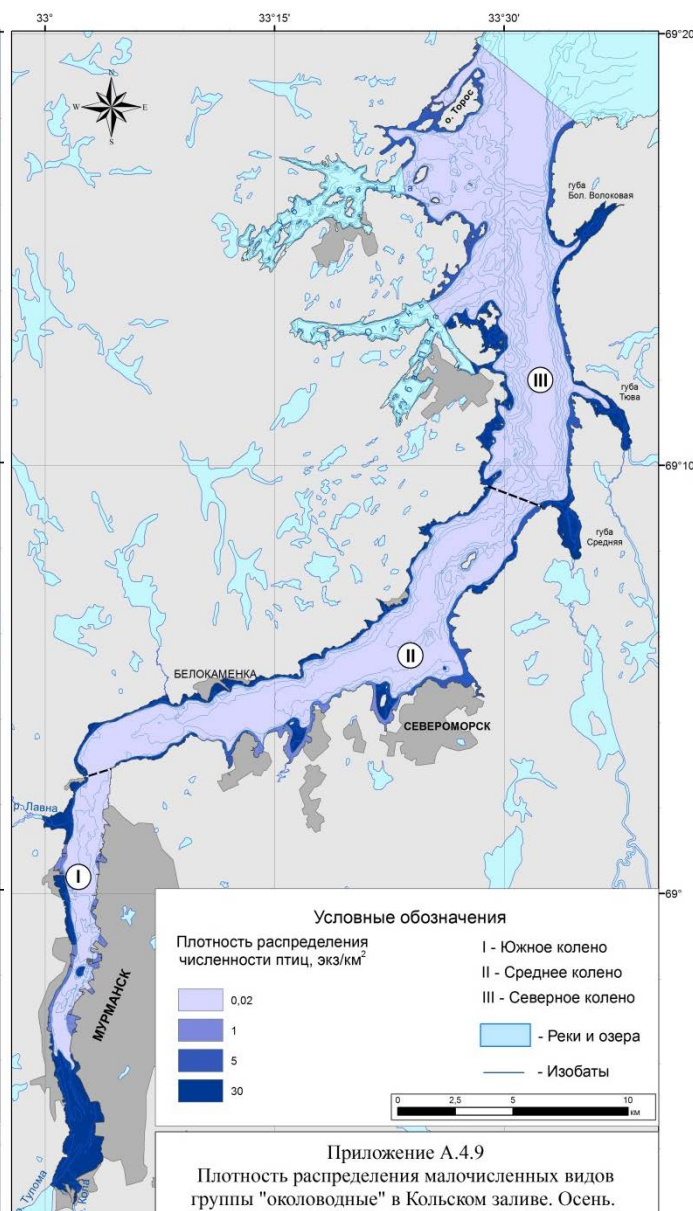 33°
33°15'
33°30'
69°20'
N
W E
S
о. Торос
губа
Бол. Волоковая
С а й д а
III
губа
Тюва
69°10'
губа
Средняя
II
БЕЛОКАМЕНКА
СЕВЕРОМОРСК
р. Лавна
I
69°
МУРМАНСК
Условные обозначения
Плотность распределения
численности птиц, экз/км²
0,02
1
5
30
I - Южное колено
II - Среднее колено
III - Северное колено
- Реки и озера
- Изобаты
0 2,5 5 10
км
Тулома
Кола
Приложение А.4.9
Плотность распределения малочисленных видов
группы "околоводные" в Кольском заливе. Осень.